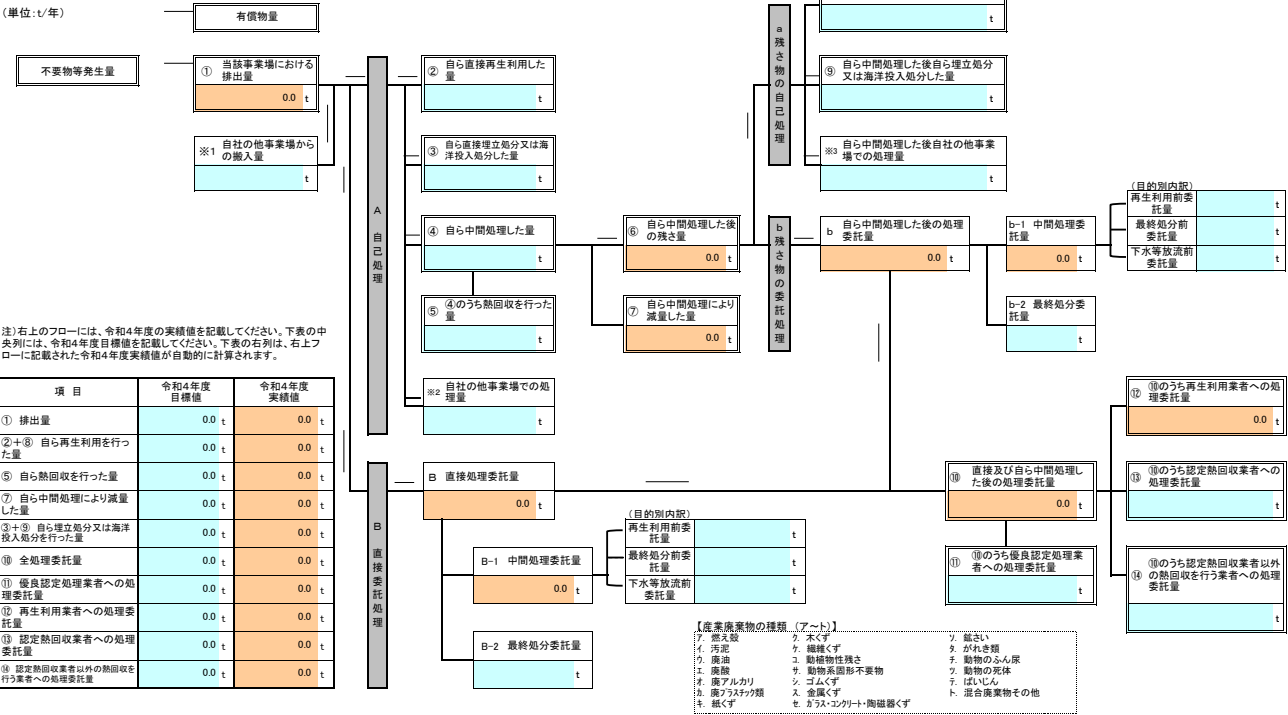 (単位:t/年)
有償物量
不要物等発生量
① 当該事業場における
排出量
0.0 t
※1 自社の他事業場から
の搬入量
t
A 自己処理
② 自ら直接再生利用した
量
t
③ 自ら直接埋立処分又は海
洋投入処分した量
t
④ 自ら中間処理した量
t
⑤ ④のうち熱回収を行った
量
t
※2 自社の他事業場での処
理量
t
⑥ 自ら中間処理した後
の残さ量
0.0 t
⑦ 自ら中間処理により
減量した量
0.0 t
a 残さ物の自己処理
t
⑨ 自ら中間処理した後自ら埋立処分
又は海洋投入処分した量
t
※3 自ら中間処理した後自社の他事業
場での処理量
t
b 残さ物の委託処理
b 自ら中間処理した後の処理
委託量
0.0 t
b-1 中間処理委
託量
0.0 t
(目的別内訳)
再生利用前委
託量 t
最終処分前
委託量 t
下水等放流前
委託量 t
b-2 最終処分委
託量
t
注)右上のフローには、令和4年度の実績値を記載してください。下表の中
央列には、令和4年度目標値を記載してください。下表の右列は、右上フ
ローに記載された令和4年度実績値が自動的に計算されます。
項 目 令和4年度
目標値 令和4年度
実績値
① 排出量 0.0 t 0.0 t
②+⑧ 自ら再生利用を行っ
た量 0.0 t 0.0 t
⑤ 自ら熱回収を行った量 0.0 t 0.0 t
⑦ 自ら中間処理により減量
した量 0.0 t 0.0 t
③+⑨ 自ら埋立処分又は海洋
投入処分を行った量 0.0 t 0.0 t
⑩ 全処理委託量 0.0 t 0.0 t
⑪ 優良認定処理業者への処
理委託量 0.0 t 0.0 t
⑫ 再生利用業者への処理委
託量 0.0 t 0.0 t
⑬ 認定熱回収業者への処理
委託量 0.0 t 0.0 t
⑭ 認定熱回収業者以外の熱回収を
行う業者への処理委託量 0.0 t 0.0 t
B 直接委託処理
B 直接処理委託量
0.0 t
B-1 中間処理委託量
0.0 t
(目的別内訳)
再生利用前委
託量 t
最終処分前委
託量 t
下水等放流前
委託量 t
B-2 最終処分委託量
t
⑩ 直接及び自ら中間処理し
た後の処理委託量
0.0 t
⑪ ⑩のうち優良認定処理業
者への処理委託量
t
⑫ ⑩のうち再生利用業者への処
理委託量
0.0 t
⑬ ⑩のうち認定熱回収業者への
処理委託量
t
⑭ ⑩のうち認定熱回収業者以外
の熱回収を行う業者への処理
委託量
t
【産業廃棄物の種類 (ア~ト)】
ア. 燃え殻 ク. 木くず ソ. 鉱さい
イ. 汚泥 ケ. 繊維くず タ. がれき類
ウ. 廃油 コ. 動植物性残さ チ. 動物のふん尿
エ. 廃酸 サ. 動物系固形不要物 ツ. 動物の死体
オ. 廃アルカリ シ. ゴムくず テ. ばいじん
カ. 廃プラスチック類 ス. 金属くず ト. 混合廃棄物その他
キ. 紙くず セ. ガラス・コンクリート・陶磁器くず